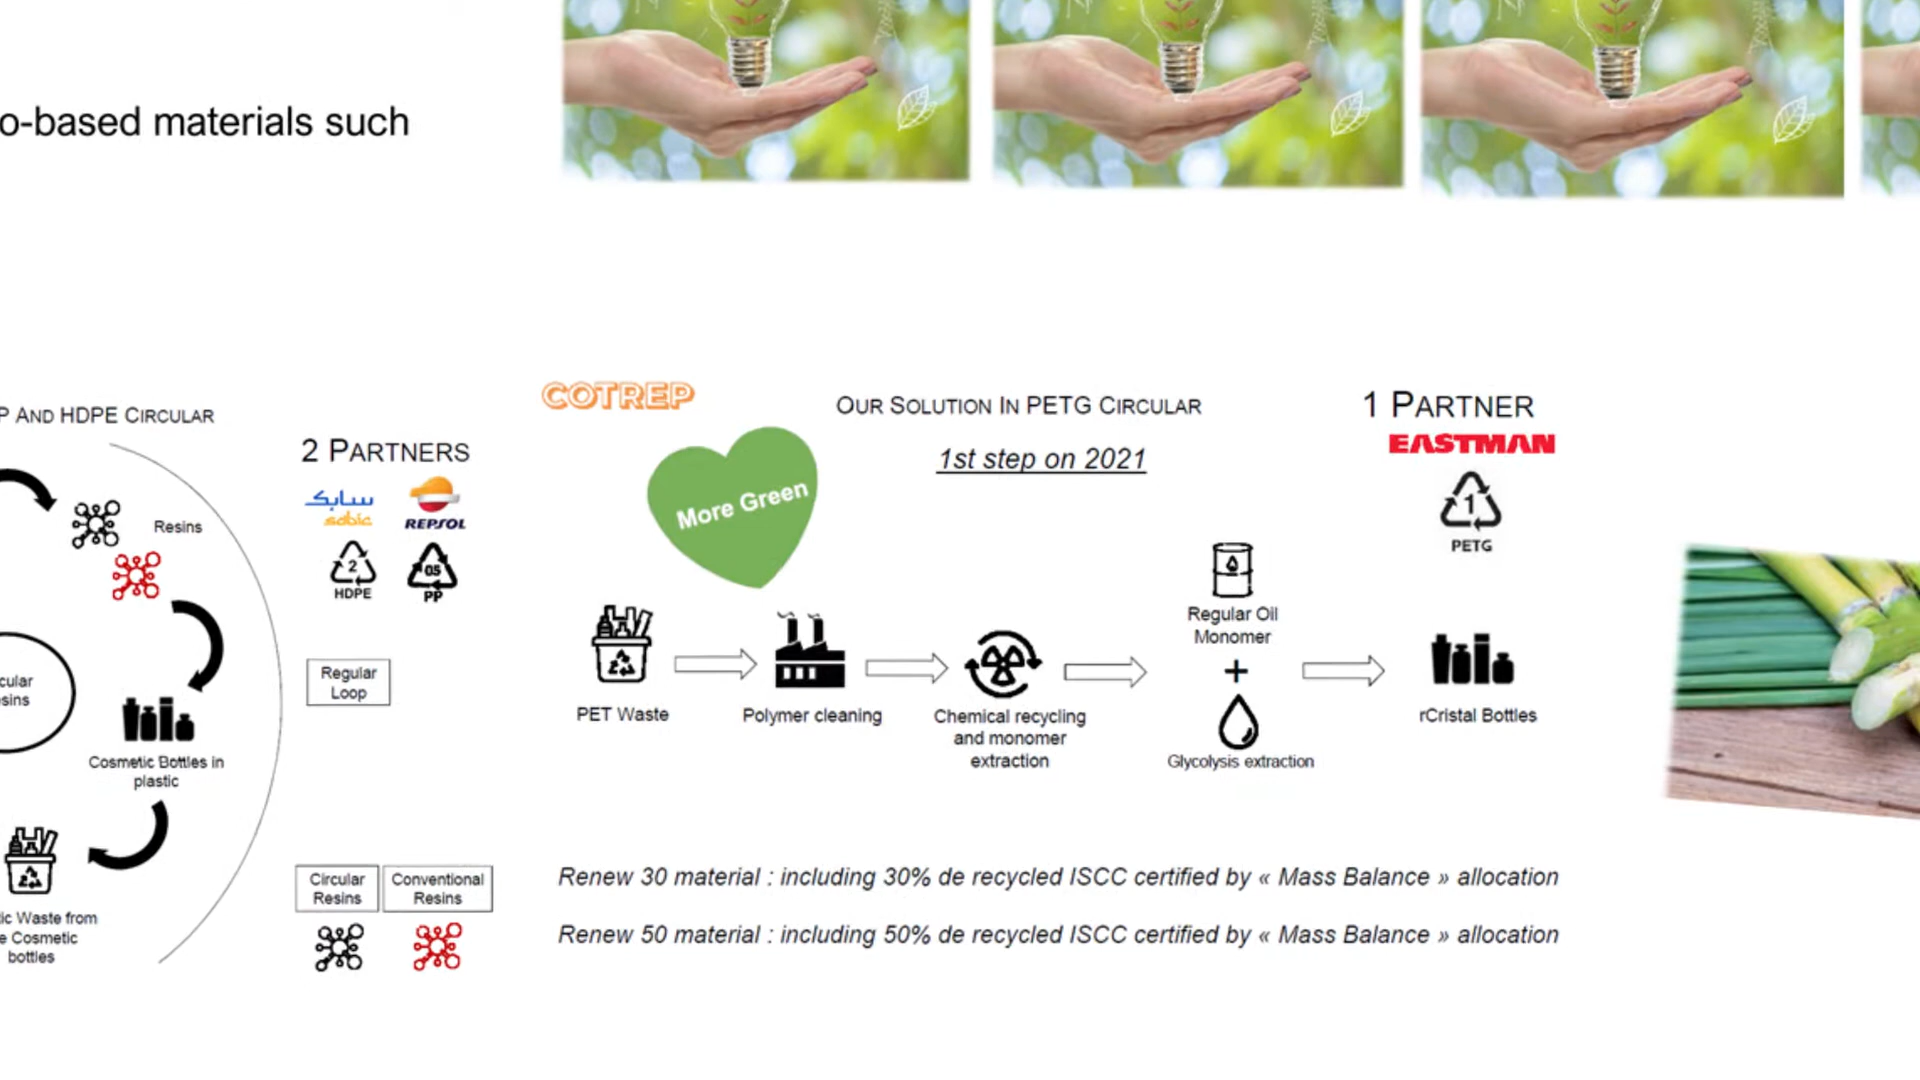 o-based materials such
P AND HDPE CIRCULAR
2 PARTNERS
سابك
sabic
REPSOL
2
HDPE
05
PP
Resins
Regular
Loop
cular
sins
Cosmetic Bottles in
plastic
ic Waste from
e Cosmetic
bottles
Circular
Resins
Conventional
Resins
COTREP
More Green
OUR SOLUTION IN PETG CIRCULAR
1st step on 2021
1 PARTNER
EASTMAN
1
PETG
PET Waste
Polymer cleaning
Chemical recycling
and monomer
extraction
Regular Oil
Monomer
+
Glycolysis extraction
rCristal Bottles
Renew 30 material : including 30% de recycled ISCC certified by « Mass Balance » allocation
Renew 50 material : including 50% de recycled ISCC certified by « Mass Balance » allocation